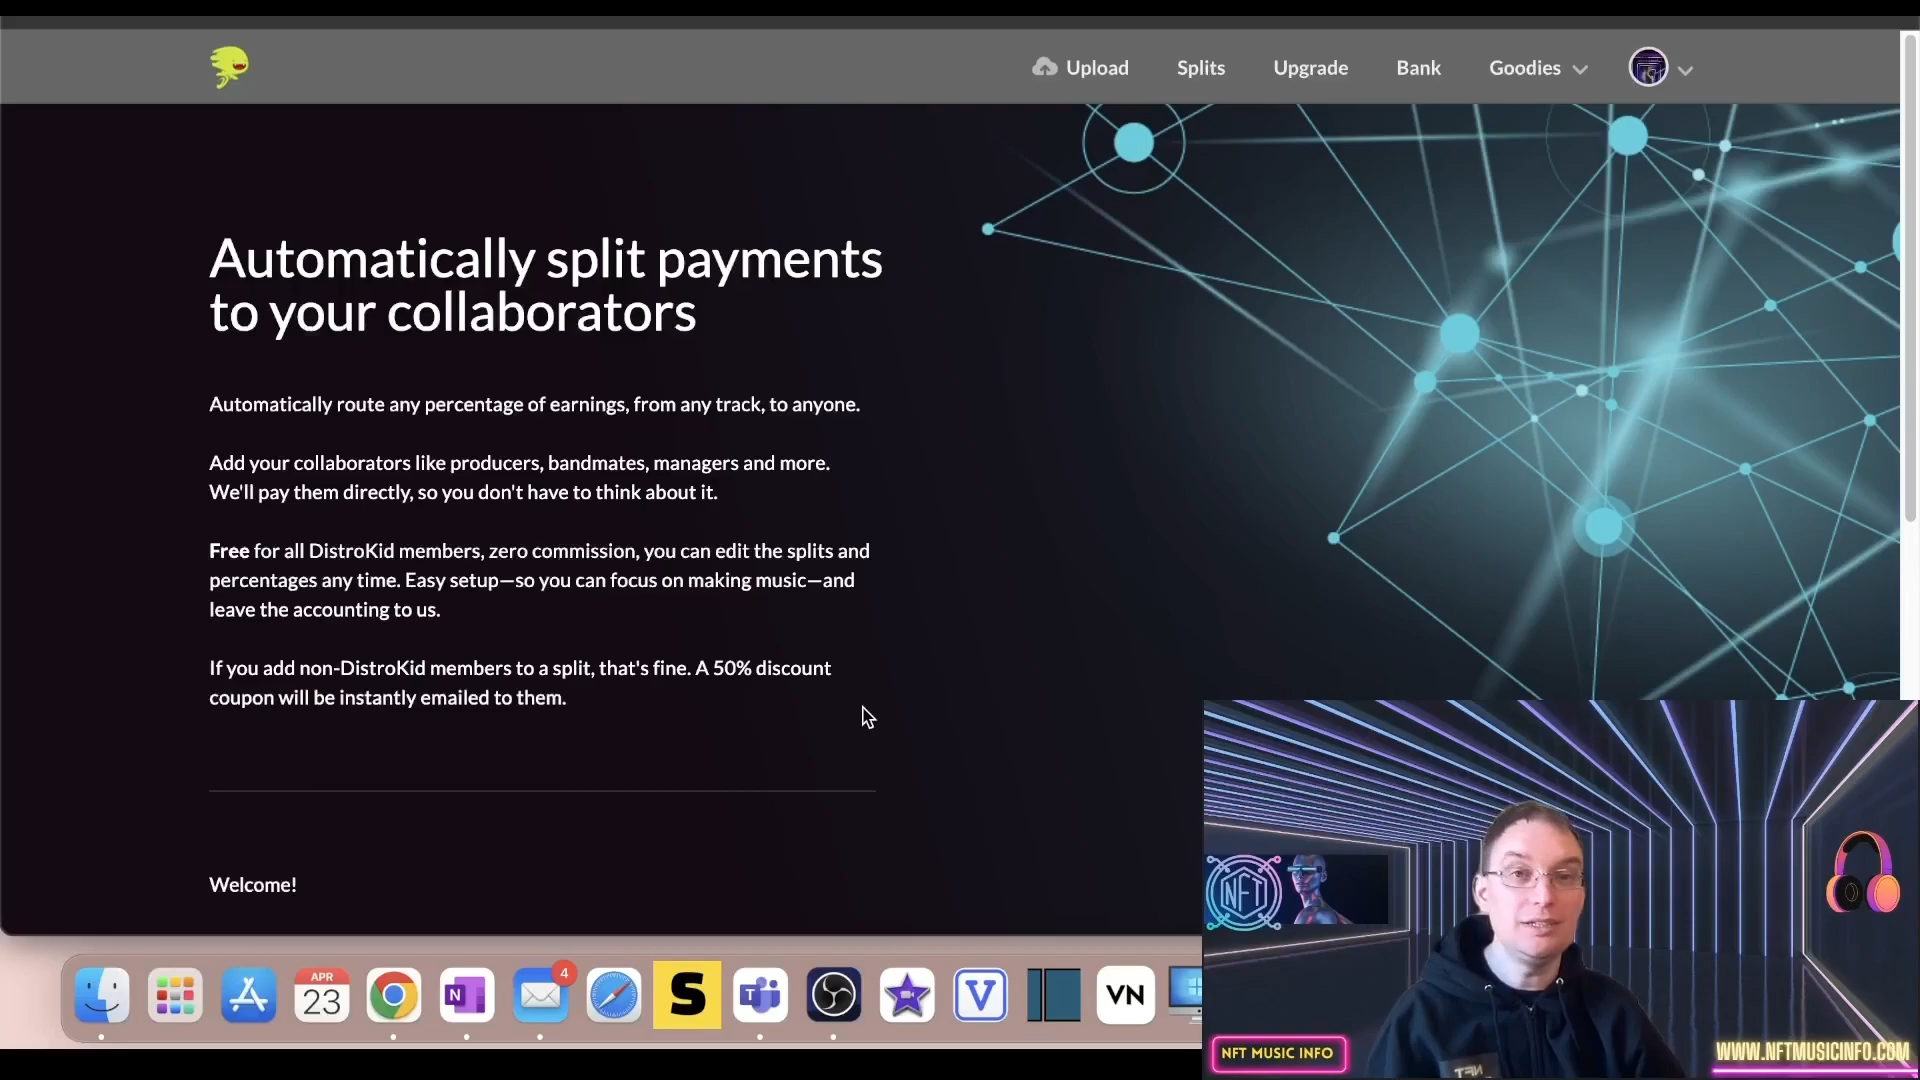 Upload
Splits
Upgrade
Bank
Goodies
Automatically split payments
to your collaborators
Automatically route any percentage of earnings, from any track, to anyone.
Add your collaborators like producers, bandmates, managers and more.
We'll pay them directly, so you don't have to think about it.
Free for all DistroKid members, zero commission, you can edit the splits and
percentages any time. Easy setup—so you can focus on making music—and
leave the accounting to us.
If you add non-DistroKid members to a split, that's fine. A 50% discount
coupon will be instantly emailed to them.
Welcome!
NFT
APR
23
N
4
S
T
V
VN
NFT MUSIC INFO
WWW.NFTMUSICINFO.COM